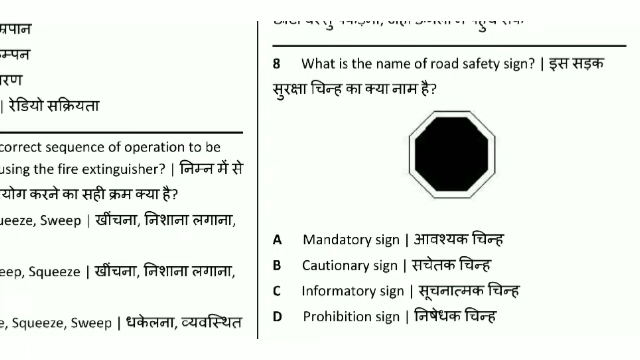 म्रपान
म्पन
रण
| रेडियो सक्रियता
correct sequence of operation to be
using the fire extinguisher? | निम्न में से
योग करने का सही क्रम क्या है?
ueeze, Sweep | खींचना, निशाना लगाना,
eep, Squeeze | खींचना, निशाना लगाना,
e, Squeeze, Sweep | धकेलना, व्यवस्थित
8 What is the name of road safety sign? | इस सड़क
सुरक्षा चिन्ह का क्या नाम है?
A Mandatory sign | आवश्यक चिन्ह
B Cautionary sign | सचेतक चिन्ह
C Informatory sign | सूचनात्मक चिन्ह
D Prohibition sign | निषेधक चिन्ह